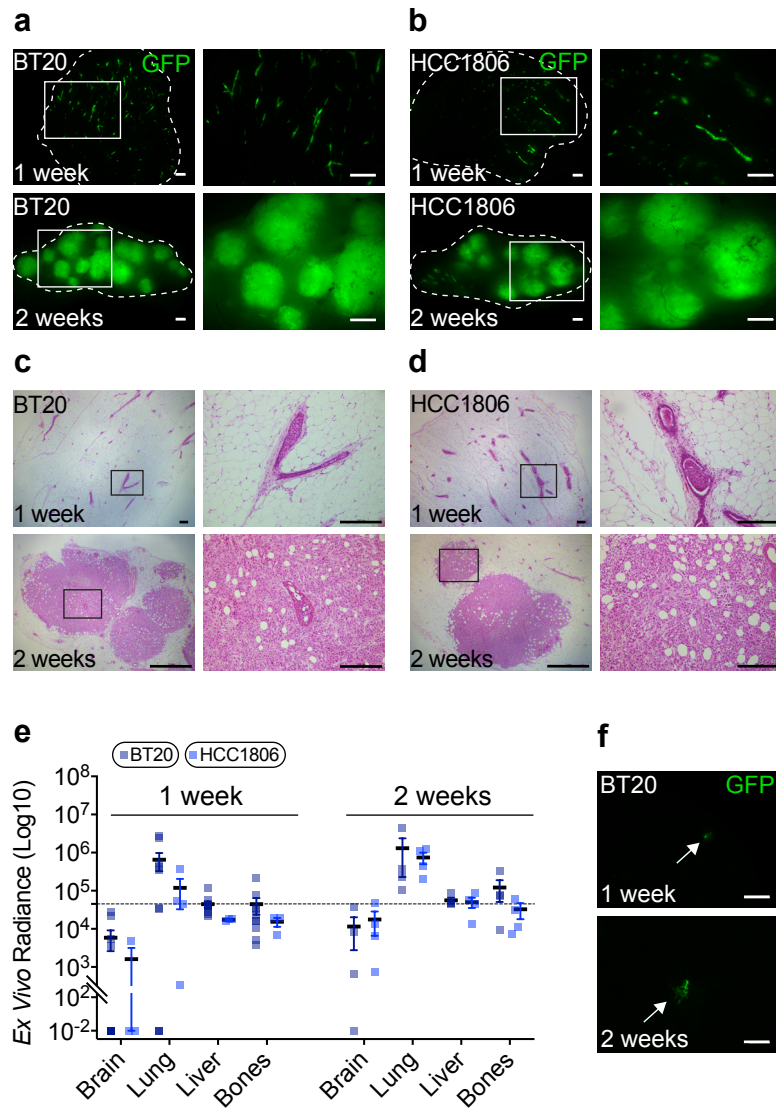 a
BT20 GFP
1 week
BT20
2 weeks
b
HCC1806 GFP
1 week
HCC1806
2 weeks
c
BT20
1 week
2 weeks
d
HCC1806
1 week
2 weeks
e
BT20 HCC1806
1 week 2 weeks
Ex Vivo Radiance (Log10)
10^8
10^7
10^6
10^5
10^4
10^3
10^2
10^-2
Brain Lung Liver Bones Brain Lung Liver Bones
f
BT20 GFP
1 week
2 weeks